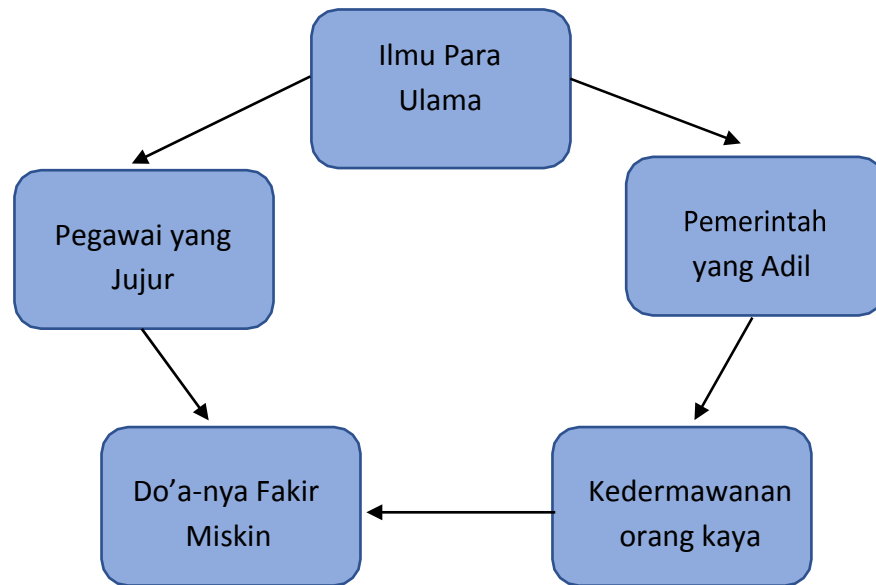 Ilmu Para
Ulama
Pegawai yang
Jujur
Pemerintah
yang Adil
Do’a-nya Fakir
Miskin
Kedermawanan
orang kaya